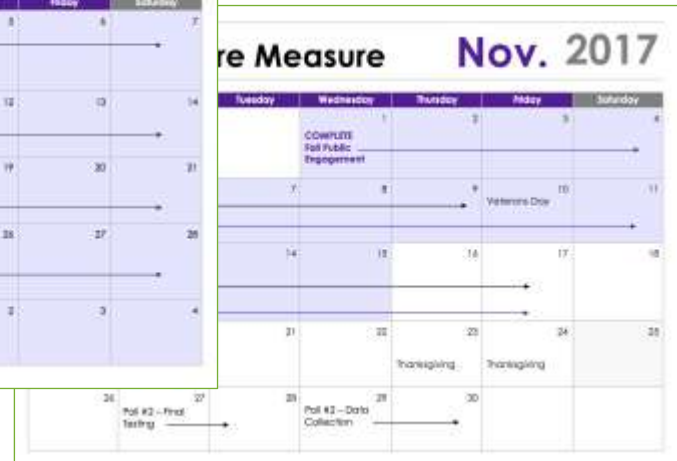 Friday Saturday
5 6 7
12 13 14
19 20 21
26 27 28
2 3 4
re Measure Nov. 2017
Tuesday Wednesday Thursday Friday Saturday
1 2 3 4
COMPLETE
Fall Public
Engagement
7 8 9 10 11
Veterans Day
14 15 16 17 18
21 22 23 24 25
Thanksgiving Thanksgiving
26 27 28 29 30
Poll #2 – Final
Testing
Poll #2 – Data
Collection